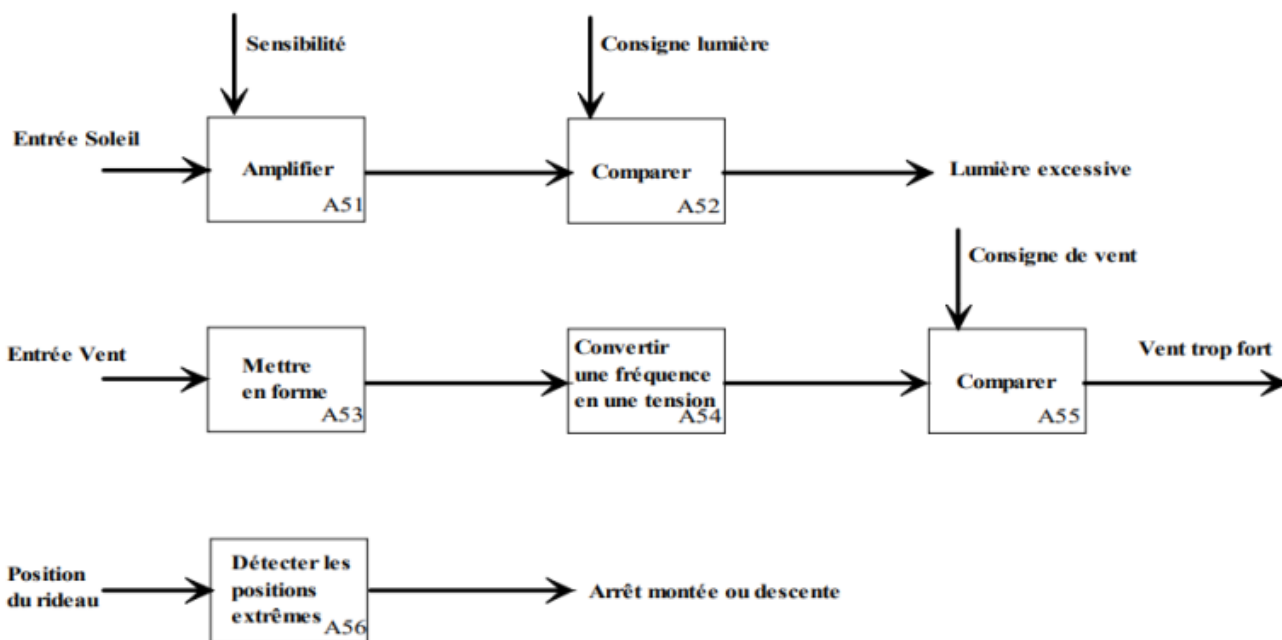 Sensibilité
Consigne lumière
Entrée Soleil
Amplifier
A51
Comparer
A52
Lumière excessive
Consigne de vent
Entrée Vent
Mettre
en forme
A53
Convertir
une fréquence
en une tension
A54
Comparer
A55
Vent trop fort
Position
du rideau
Détecter les
positions
extrêmes
A56
Arrêt montée ou descente